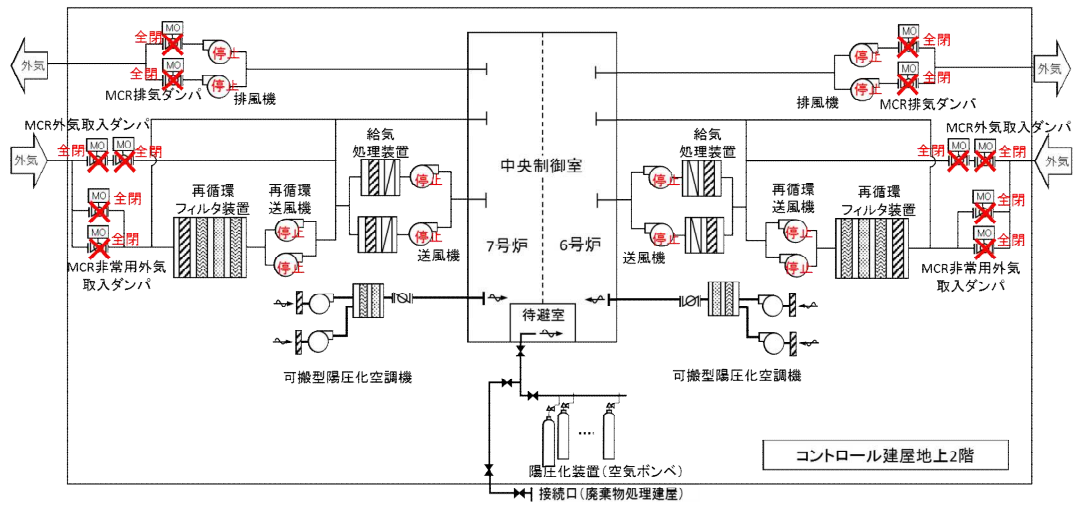 MO
全閉
停止
外気
全閉
MO
停止
MCR排気ダンパ
排風機
MO
全閉
停止
外気
停止
全閉
MO
排風機
MCR排気ダンパ
MCR外気取入ダンパ
外気
全閉
MO
MO
全閉
MO
全閉
MO
全閉
MCR非常用外気
取入ダンパ
再循環
フィルタ装置
再循環
送風機
停止
停止
給気
処理装置
停止
停止
送風機
中央制御室
7号炉
6号炉
待避室
給気
処理装置
停止
停止
送風機
再循環
送風機
停止
停止
再循環
フィルタ装置
MCR外気取入ダンパ
全閉
MO
MO
全閉
外気
MO
全閉
MO
全閉
MCR非常用外気
取入ダンパ
可搬型陽圧化空調機
可搬型陽圧化空調機
陽圧化装置(空気ボンベ)
接続口(廃棄物処理建屋)
コントロール建屋地上2階